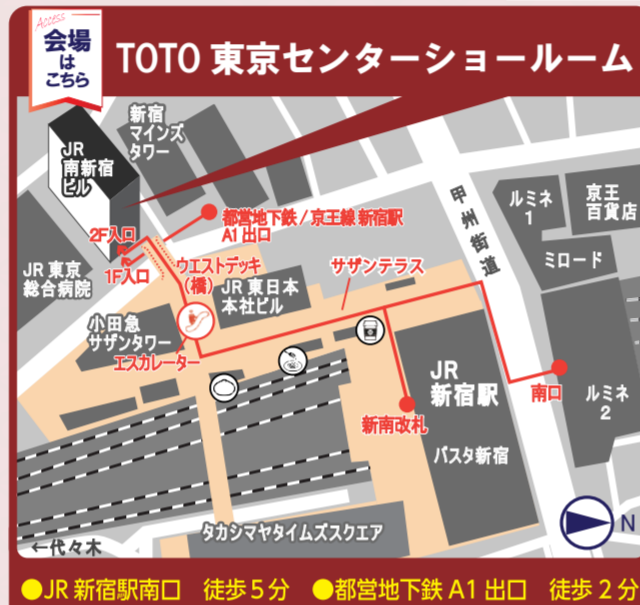 Access
会場
は
こちら
TOTO 東京センターショールーム
新宿
マインズ
タワー
JR
南新宿
ビル
甲州街道
ルミネ
1
京王
百貨店
都営地下鉄 / 京王線 新宿駅
A1 出口
2F入口
1F入口
JR 東京
総合病院
ウエストデッキ
(橋)
サザンテラス
ミロード
JR 東日本
本社ビル
小田急
サザンタワー
エスカレーター
JR
新宿駅
南口
ルミネ
2
新南改札
バスタ新宿
タカシマヤタイムズスクエア
N
←代々木
●JR 新宿駅南口 徒歩 5 分 ●都営地下鉄 A1 出口 徒歩 2 分